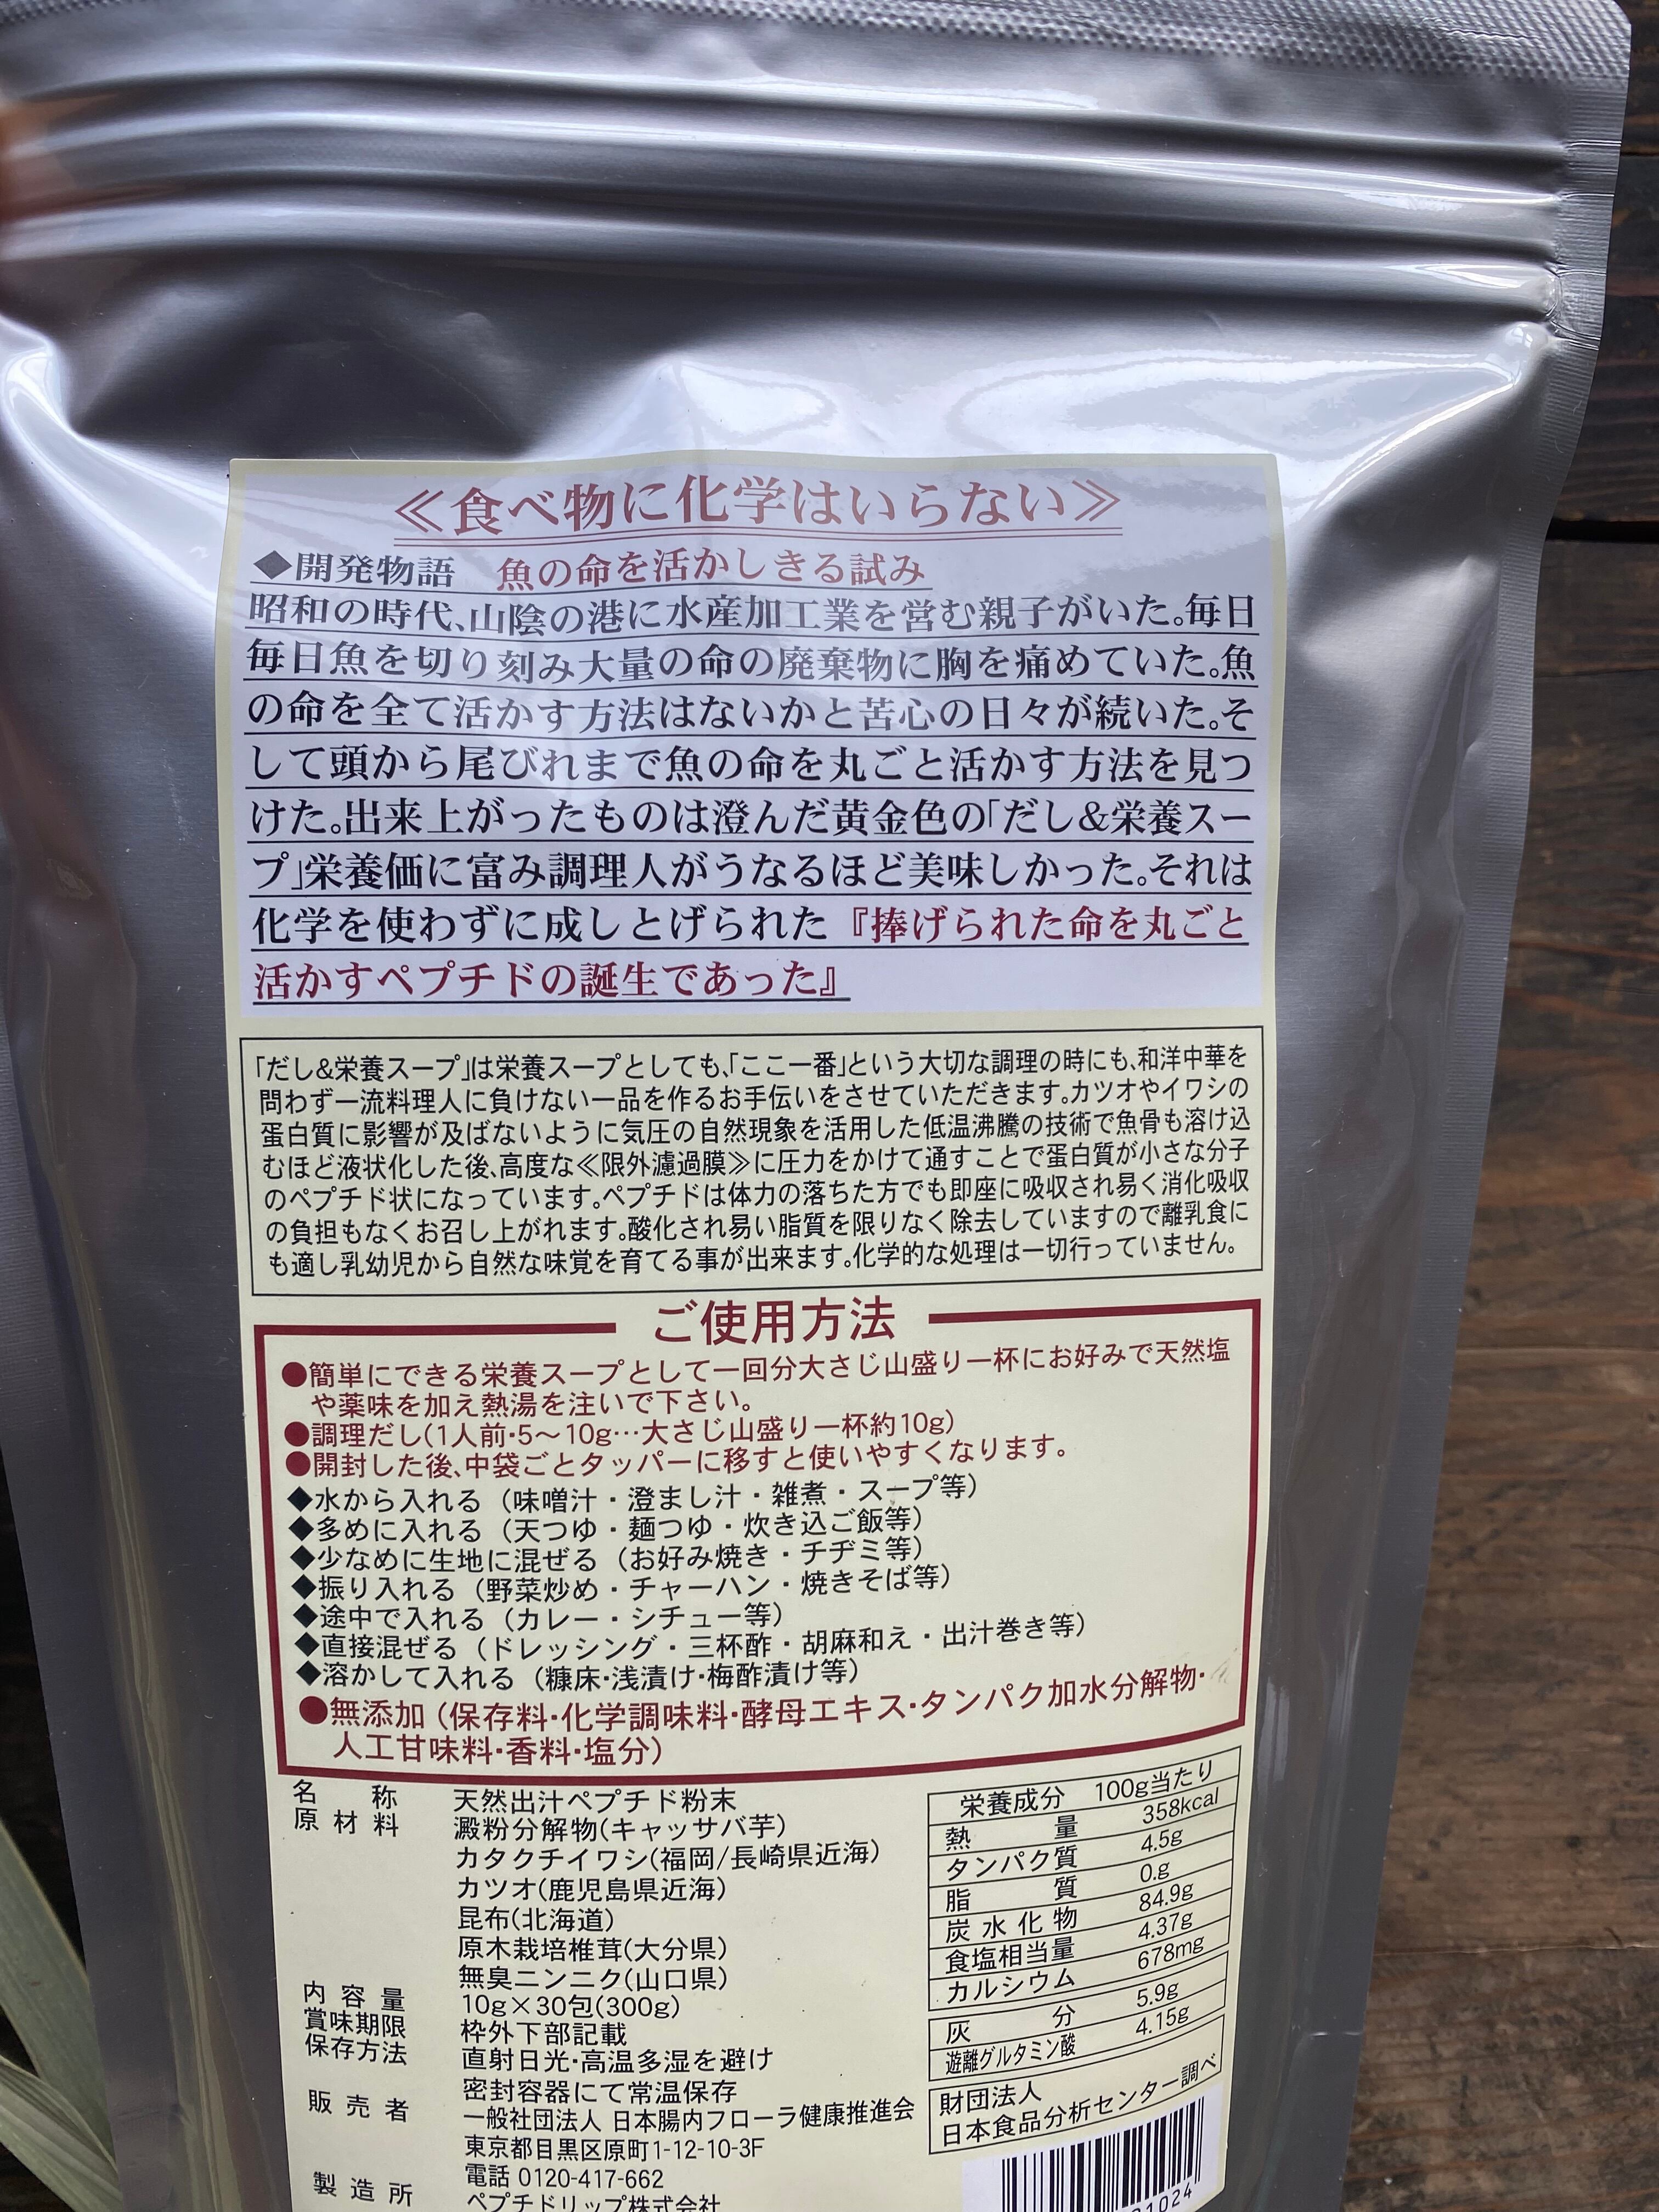 ≪食べ物に化学はいらない≫
◆開発物語　魚の命を活かしきる試み
昭和の時代、山陰の港に水産加工業を営む親子がいた。毎日
毎日魚を切り刻み大量の命の廃棄物に胸を痛めていた。魚
の命を全て活かす方法はないかと苦心の日々が続いた。そ
して頭から尾びれまで魚の命を丸ごと活かす方法を見つ
けた。出来上がったものは澄んだ黄金色の「だし&栄養スー
プ」栄養価に富み調理人がうなるほど美味しかった。それは
化学を使わずに成しとげられた『捧げられた命を丸ごと
活かすペプチドの誕生であった』
「だし&栄養スープ」は栄養スープとしても、「ここ一番」という大切な調理の時にも、和洋中華を
問わず一流料理人に負けない一品を作るお手伝いをさせていただきます。カツオやイワシの
蛋白質に影響が及ばないように気圧の自然現象を活用した低温沸騰の技術で魚骨も溶け込
むほど液状化した後、高度な≪限外濾過膜≫に圧力をかけて通すことで蛋白質が小さな分子
のペプチド状になっています。ペプチドは体力の落ちた方でも即座に吸収され易く消化吸収
の負担もなくお召し上がれます。酸化され易い脂質を限りなく除去していますので離乳食に
も適し乳幼児から自然な味覚を育てる事が出来ます。化学的な処理は一切行っていません。
ご使用方法
●簡単にできる栄養スープとして一回分大さじ山盛り一杯にお好みで天然塩
や薬味を加え熱湯を注いで下さい。
●調理だし(1人前・5〜10g…大さじ山盛り一杯約10g)
●開封した後、中袋ごとタッパーに移すと使いやすくなります。
◆水から入れる（味噌汁・澄まし汁・雑煮・スープ等）
◆多めに入れる（天つゆ・麺つゆ・炊き込ご飯等）
◆少なめに生地に混ぜる（お好み焼き・チヂミ等）
◆振り入れる（野菜炒め・チャーハン・焼きそば等）
◆途中で入れる（カレー・シチュー等）
◆直接混ぜる（ドレッシング・三杯酢・胡麻和え・出汁巻き等）
◆溶かして入れる（糠床・浅漬け・梅酢漬け等）
●無添加（保存料・化学調味料・酵母エキス・タンパク加水分解物・
人工甘味料・香料・塩分）
名称　天然出汁ペプチド粉末
原材料　澱粉分解物(キャッサバ芋)
カタクチイワシ(福岡/長崎県近海)
カツオ(鹿児島県近海)
昆布(北海道)
原木栽培椎茸(大分県)
無臭ニンニク(山口県)
内容量　10g×30包(300g)
賞味期限　枠外下部記載
保存方法　直射日光・高温多湿を避け
密封容器にて常温保存
販売者　一般社団法人 日本腸内フローラ健康推進会
東京都目黒区原町1-12-10-3F
電話 0120-417-662
製造所　ペプチドリップ株式会社
栄養成分　100g当たり
熱量　358kcal
タンパク質　4.5g
脂質　0.g
炭水化物　84.9g
食塩相当量　4.37g
カルシウム　678mg
灰分　5.9g
遊離グルタミン酸　4.15g
財団法人
日本食品分析センター調べ